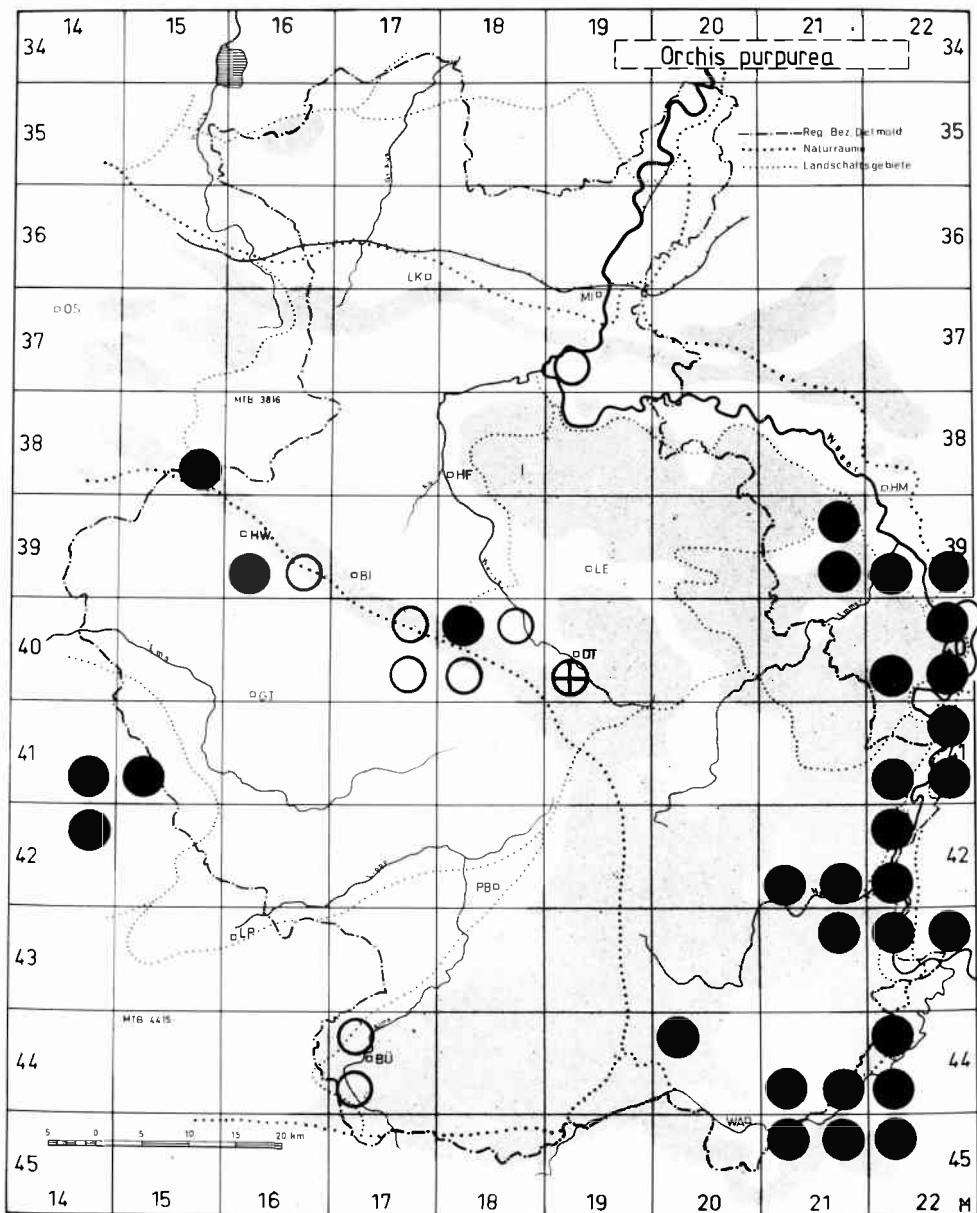 14 15 16 17 18 19 20 21 22
34 34
Orchis purpurea
35 35
Reg. Bez. Detmold
Naturräume
Landschaftsgebiete
36 36
LK
MI
OS
37 37
MTB 3816
38 38
Weser
HF
HM
I
39 39
HW
BI
LE
40 40
Ems
DT
GT
41 41
42 42
PB
LP
43 43
MTB 4415
44 44
BÜ
WA
5 0 5 10 15 20 km
45 45
14 15 16 17 18 19 20 21 22 M